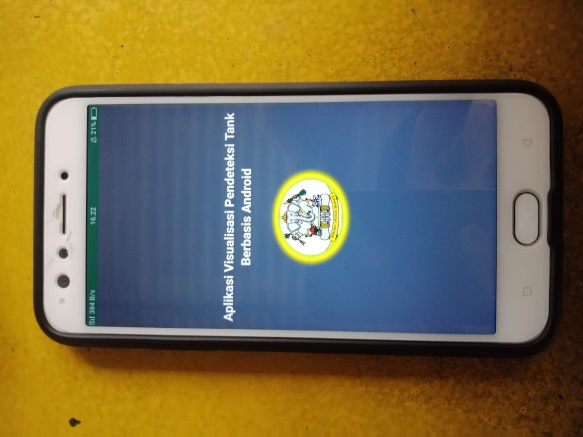 384 B/s
16.22
21%
Aplikasi Visualisasi Pendeteksi Tank
Berbasis Android